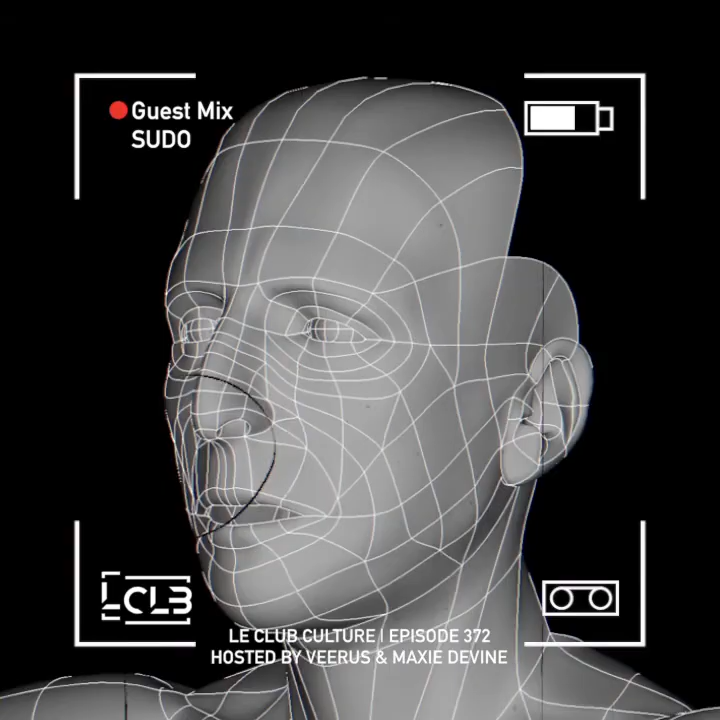 Guest Mix
SUDO
LCLB
LE CLUB CULTURE | EPISODE 372
HOSTED BY VEERUS & MAXIE DEVINE